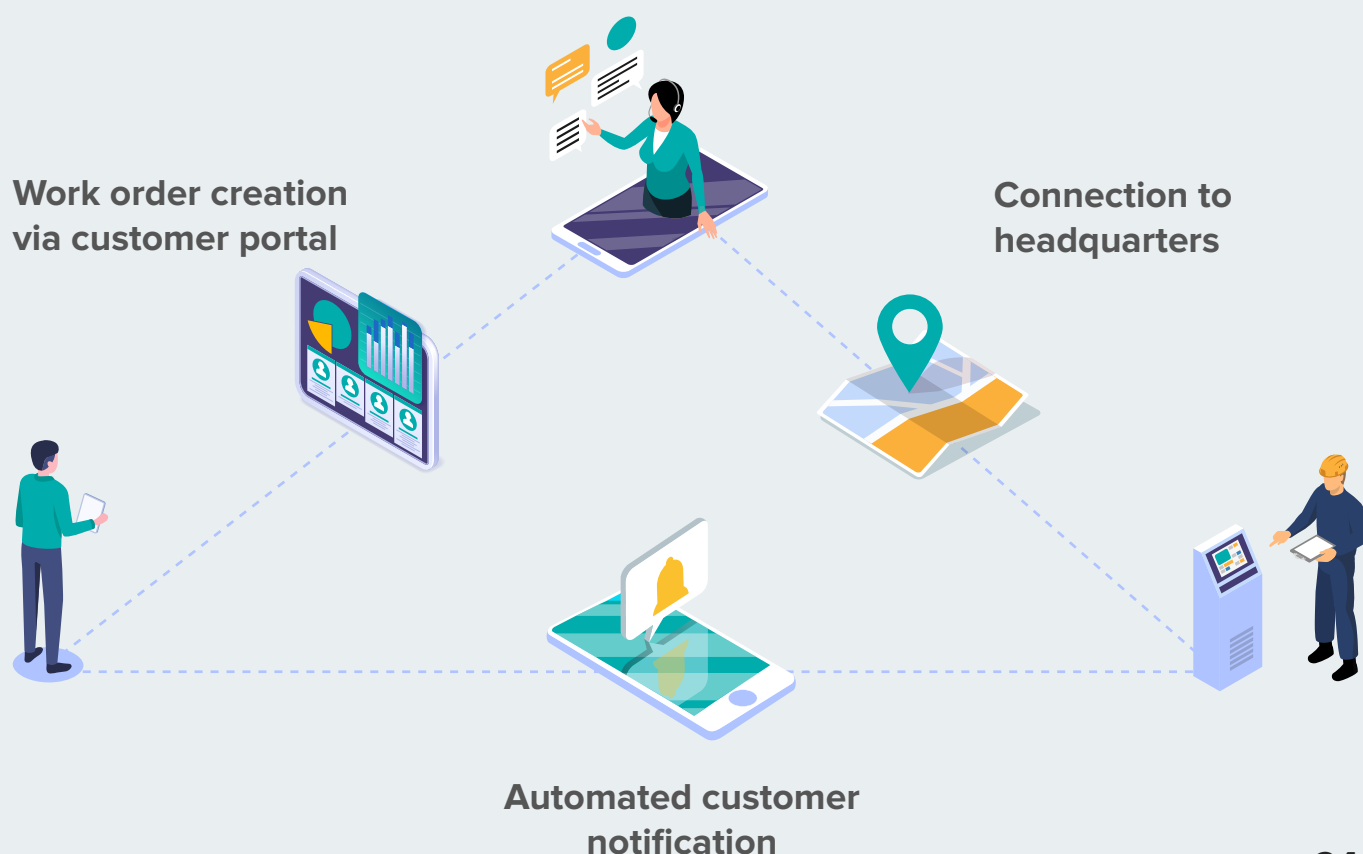 Work order creation
via customer portal
Connection to
headquarters
Automated customer
notification